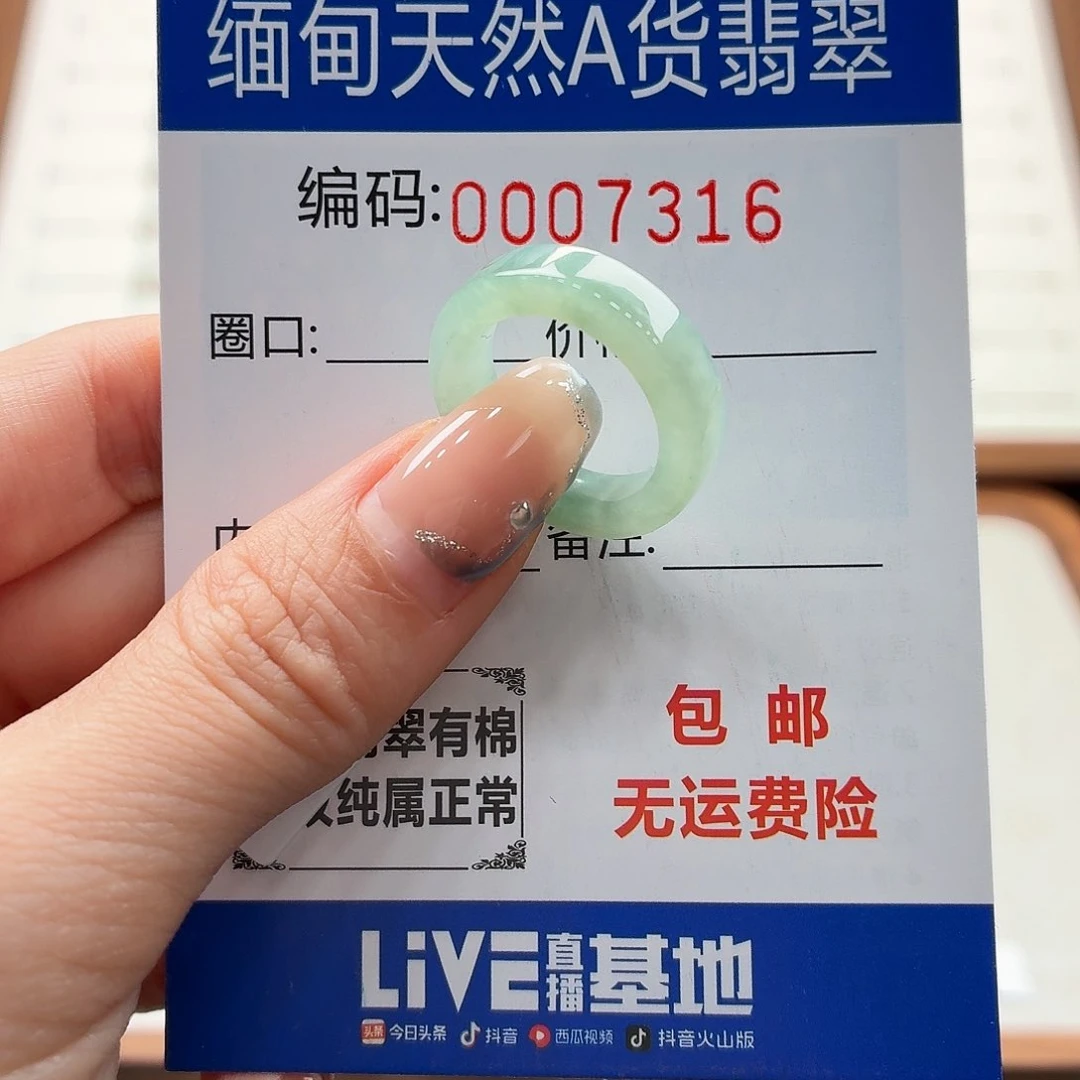 缅甸天然A货翡翠
编码:0007316
圈口:
备注:
翠有棉
纯属正常
包邮
无运费险
LiVE直播基地
今日头条 抖音 西瓜视频 抖音火山版